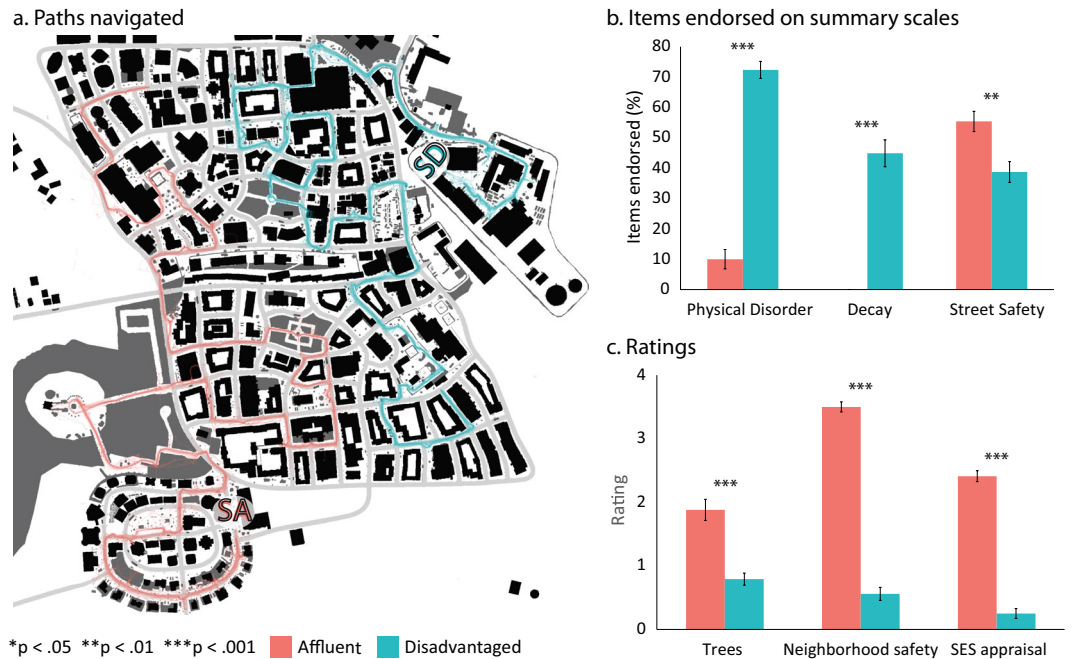 a. Paths navigated
SD
SA
*p < .05 **p < .01 ***p < .001 Affluent Disadvantaged
b. Items endorsed on summary scales
Items endorsed (%)
80
70
60
50
40
30
20
10
0
***
***
**
Physical Disorder Decay Street Safety
c. Ratings
Rating
4
3
2
1
0
***
***
***
Trees Neighborhood safety SES appraisal